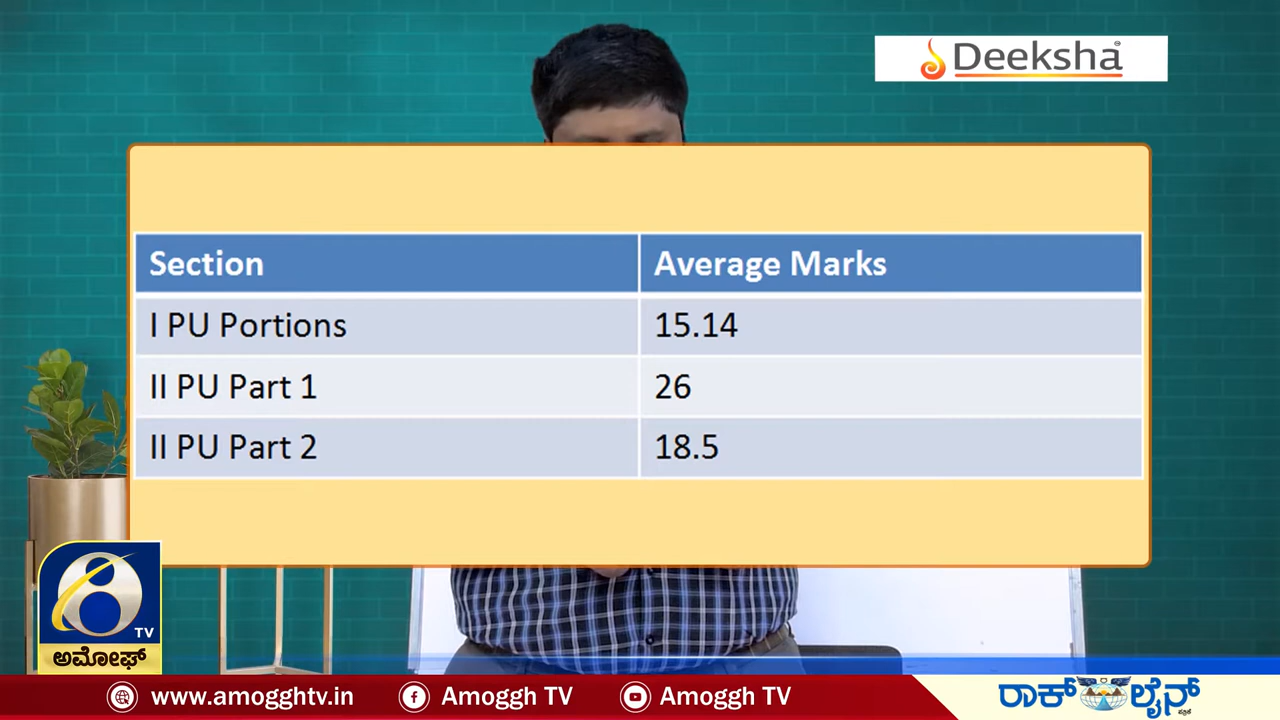 Deeksha
Section Average Marks
I PU Portions 15.14
II PU Part 1 26
II PU Part 2 18.5
TV
ಅಮೋಘ್
www.amogghtv.in Amoggh TV Amoggh TV
ರಾಕ್ ಲೈನ್